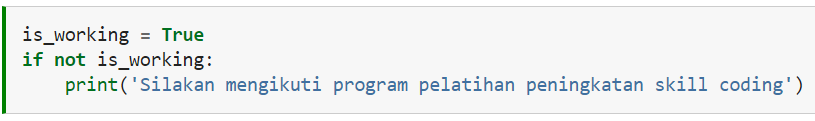 is_working = True
if not is_working:
    print('Silakan mengikuti program pelatihan peningkatan skill coding')